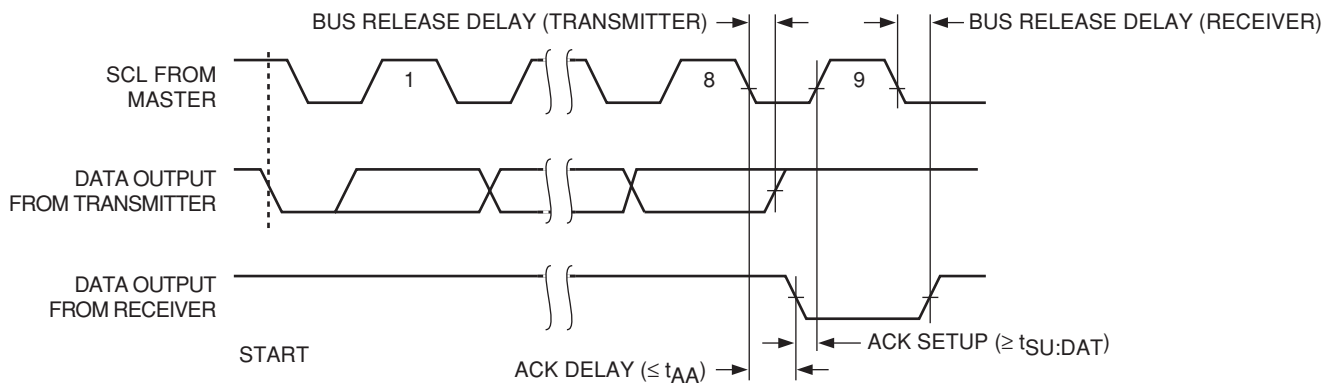 BUS RELEASE DELAY (TRANSMITTER)
BUS RELEASE DELAY (RECEIVER)
SCL FROM
MASTER
1
8
9
DATA OUTPUT
FROM TRANSMITTER
DATA OUTPUT
FROM RECEIVER
START
ACK SETUP (≥ tSU:DAT)
ACK DELAY (≤ tAA)